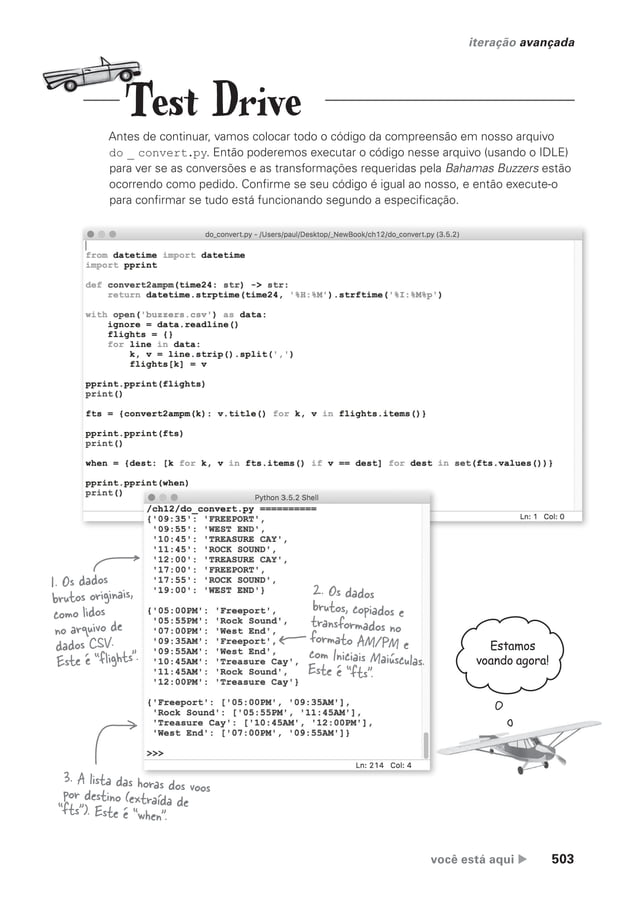 iteração avançada
Test Drive
Antes de continuar, vamos colocar todo o código da compreensão em nosso arquivo
do _ convert.py. Então poderemos executar o código nesse arquivo (usando o IDLE)
para ver se as conversões e as transformações requeridas pela Bahamas Buzzers estão
ocorrendo como pedido. Confirme se seu código é igual ao nosso, e então execute-o
para confirmar se tudo está funcionando segundo a especificação.
do_convert.py - /Users/paul/Desktop/_NewBook/ch12/do_convert.py (3.5.2)
from datetime import datetime
import pprint
def convert2ampm(time24: str) -> str:
    return datetime.strptime(time24, '%H:%M').strftime('%I:%M%p')
with open('buzzers.csv') as data:
    ignore = data.readline()
    flights = {}
    for line in data:
        k, v = line.strip().split(',')
        flights[k] = v
pprint.pprint(flights)
print()
fts = {convert2ampm(k): v.title() for k, v in flights.items()}
pprint.pprint(fts)
print()
when = {dest: [k for k, v in fts.items() if v == dest] for dest in set(fts.values())}
pprint.pprint(when)
print()
Ln: 1 Col: 0
Python 3.5.2 Shell
/ch12/do_convert.py ==========
{'09:35': 'FREEPORT',
 '09:55': 'WEST END',
 '10:45': 'TREASURE CAY',
 '11:45': 'ROCK SOUND',
 '12:00': 'TREASURE CAY',
 '17:00': 'FREEPORT',
 '17:55': 'ROCK SOUND',
 '19:00': 'WEST END'}
{'05:00PM': 'Freeport',
 '05:55PM': 'Rock Sound',
 '07:00PM': 'West End',
 '09:35AM': 'Freeport',
 '09:55AM': 'West End',
 '10:45AM': 'Treasure Cay',
 '11:45AM': 'Rock Sound',
 '12:00PM': 'Treasure Cay'}
{'Freeport': ['05:00PM', '09:35AM'],
 'Rock Sound': ['05:55PM', '11:45AM'],
 'Treasure Cay': ['10:45AM', '12:00PM'],
 'West End': ['07:00PM', '09:55AM']}
>>>
Ln: 214 Col: 4
1. Os dados
brutos originais,
como lidos
no arquivo de
dados CSV.
Este é "flights".
2. Os dados
brutos, copiados e
transformados no
formato AM/PM e
com Iniciais Maiúsculas.
Este é "fts".
Estamos
voando agora!
3. A lista das horas dos voos
por destino (extraída de
"fts"). Este é "when".
você está aqui
503